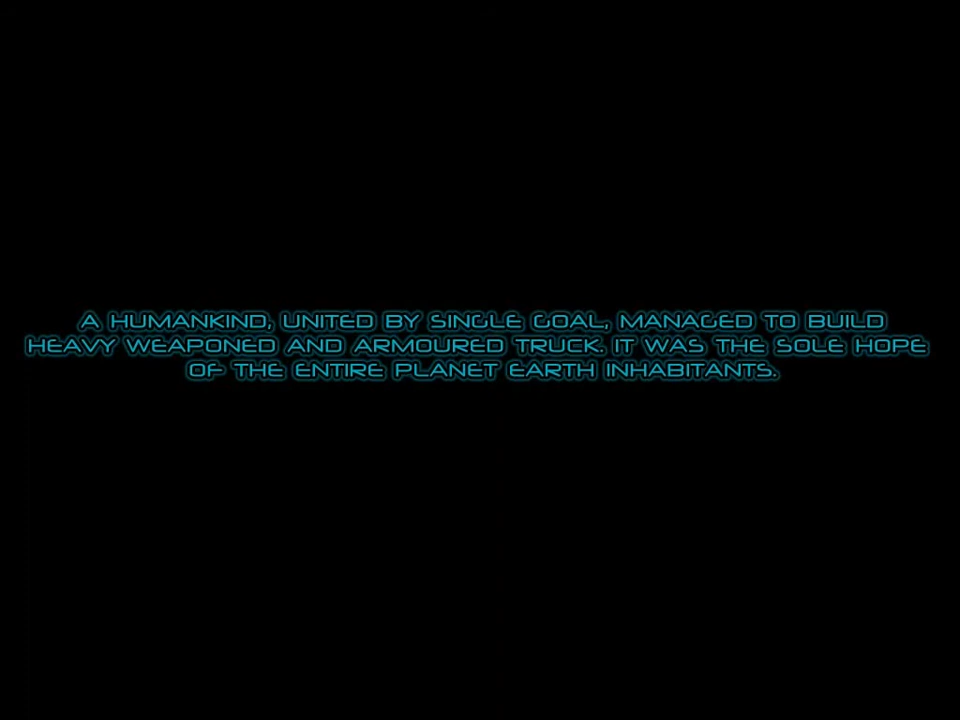 A HUMANKIND, UNITED BY SINGLE GOAL, MANAGED TO BUILD
HEAVY WEAPONED AND ARMOURED TRUCK. IT WAS THE SOLE HOPE
OF THE ENTIRE PLANET EARTH INHABITANTS.